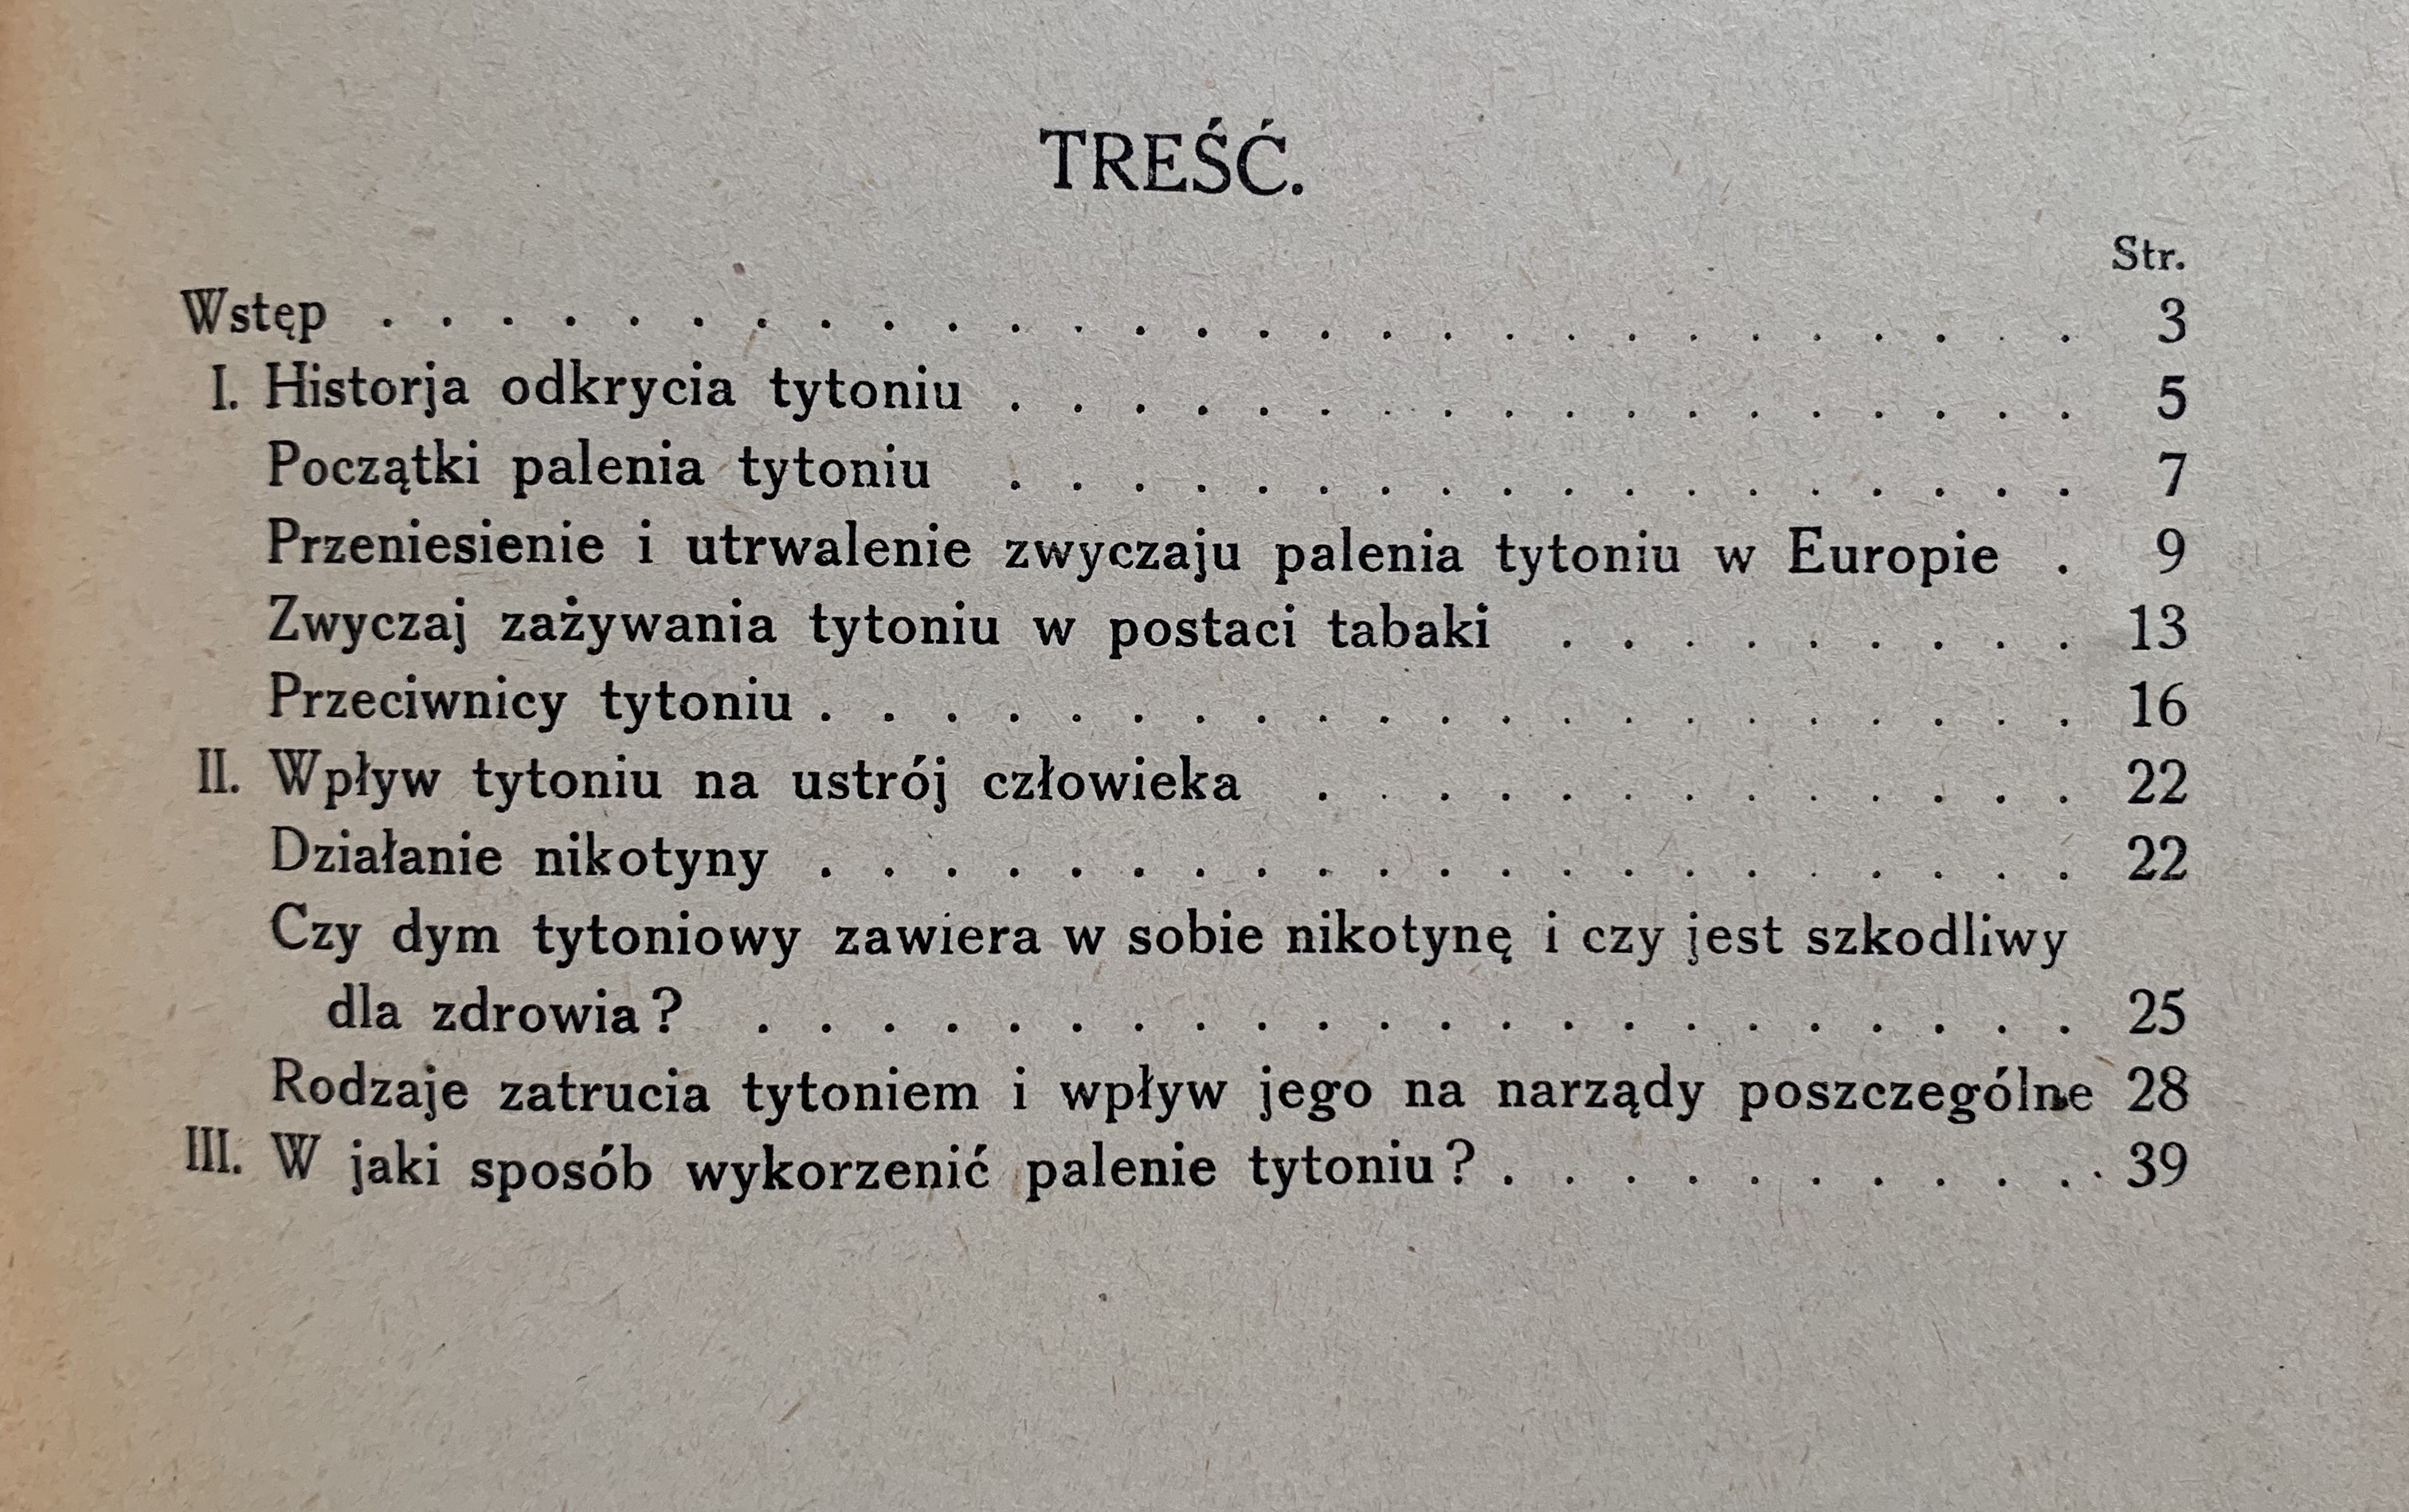 TREŚĆ.
Str.
Wstęp . . . . . . . . . . . . . . . . . . . . . . . . . . . . 3
I. Historja odkrycia tytoniu . . . . . . . . . . . . . . . . . . 5
Początki palenia tytoniu . . . . . . . . . . . . . . . . . . 7
Przeniesienie i utrwalenie zwyczaju palenia tytoniu w Europie . 9
Zwyczaj zażywania tytoniu w postaci tabaki . . . . . . . . . 13
Przeciwnicy tytoniu . . . . . . . . . . . . . . . . . . . . . 16
II. Wpływ tytoniu na ustrój człowieka . . . . . . . . . . . . . 22
Działanie nikotyny . . . . . . . . . . . . . . . . . . . . . 22
Czy dym tytoniowy zawiera w sobie nikotynę i czy jest szkodliwy
dla zdrowia? . . . . . . . . . . . . . . . . . . . . . . 25
Rodzaje zatrucia tytoniem i wpływ jego na narządy poszczególne 28
III. W jaki sposób wykorzenić palenie tytoniu? . . . . . . . . . . . 39